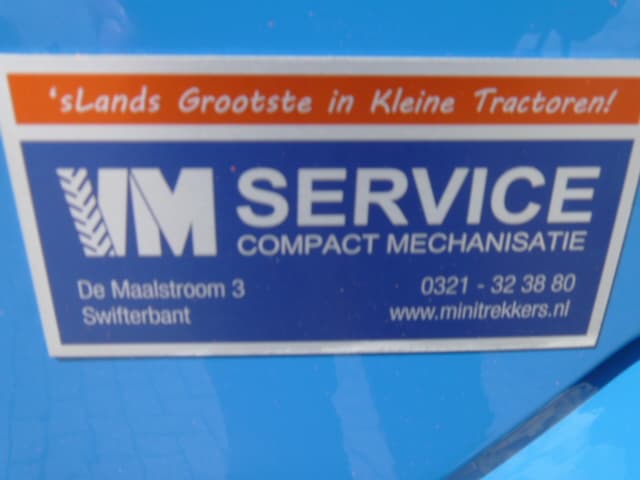 'sLands Grootste in Kleine Tractoren!
VM SERVICE
COMPACT MECHANISATIE
De Maalstroom 3 0321 - 32 38 80
Swifterbant www.minitrekkers.nl